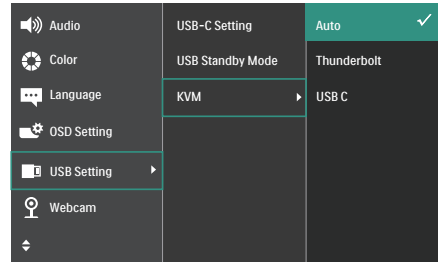 Audio
Color
Language
OSD Setting
USB Setting
Webcam
USB-C Setting
USB Standby Mode
KVM
Auto
Thunderbolt
USB C